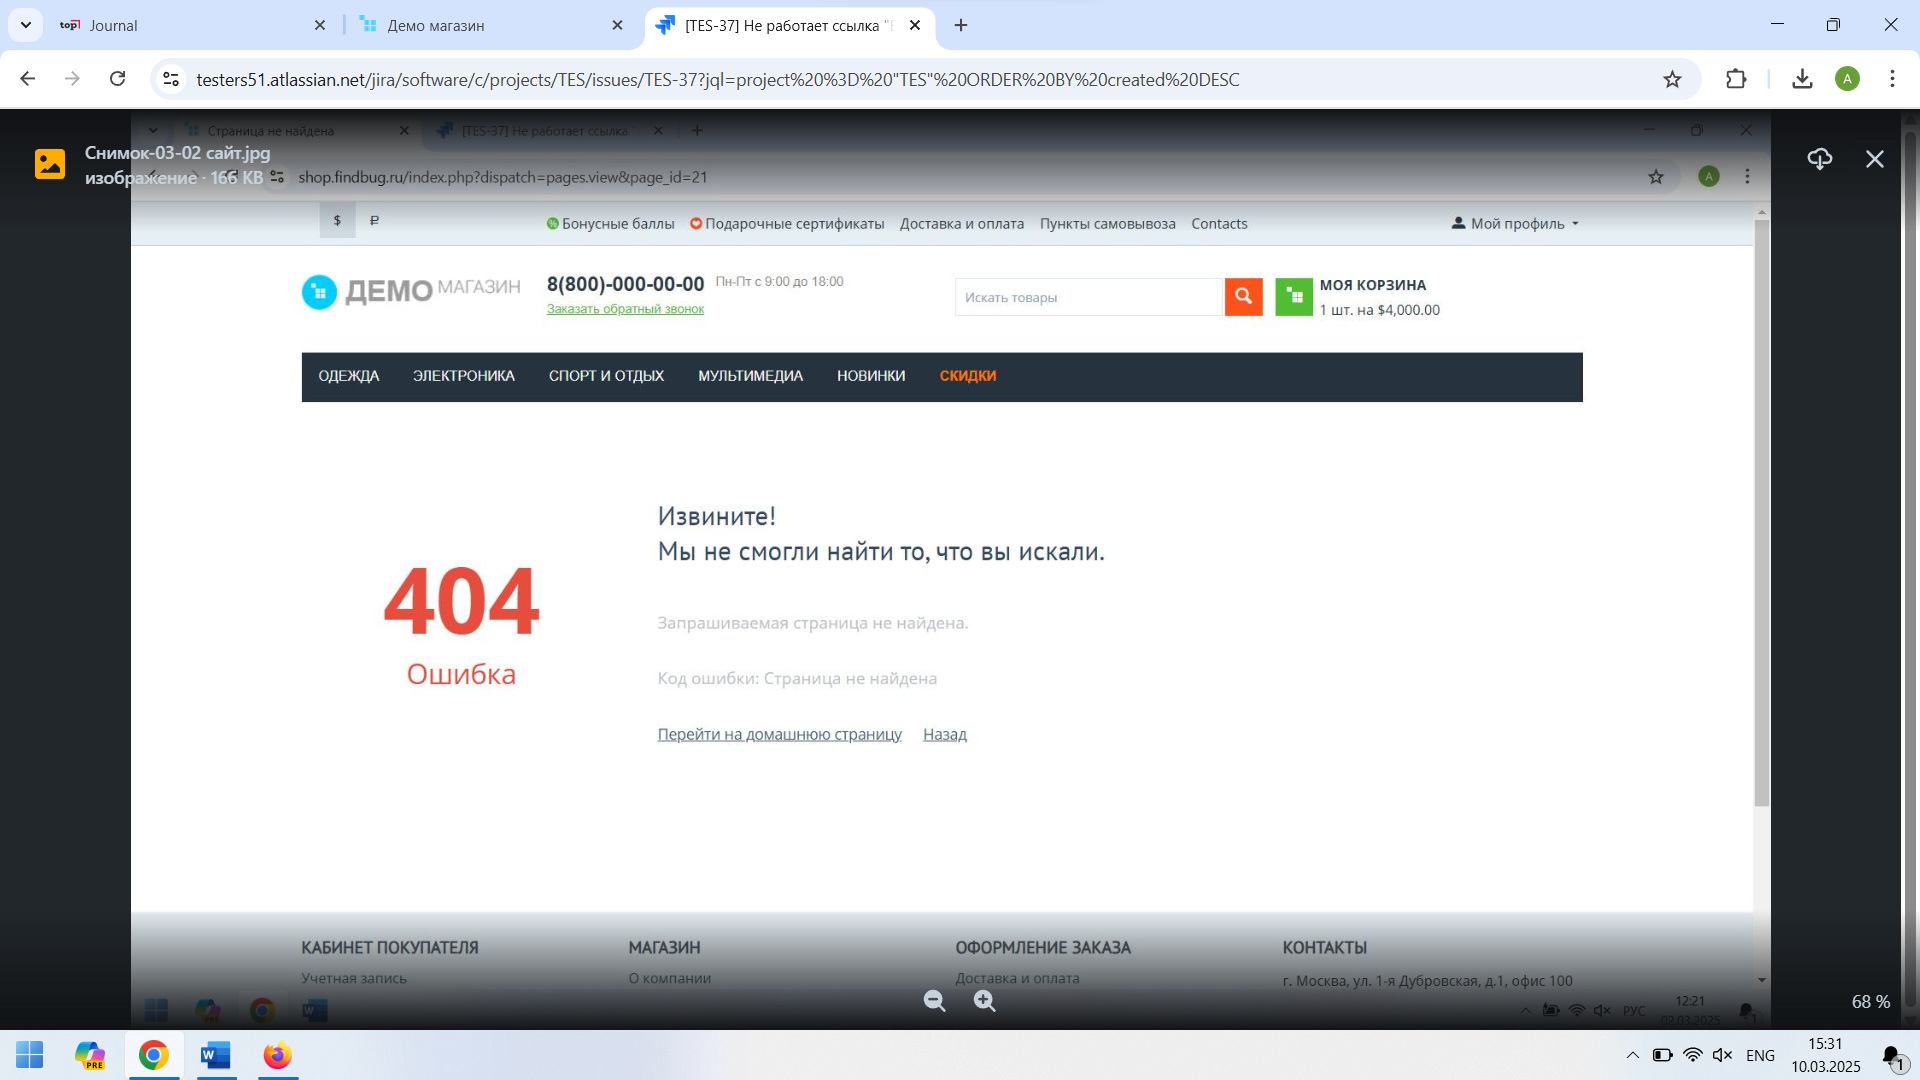 top1 Journal
Демо магазин
[TES-37] Не работает ссылка "
testers51.atlassian.net/jira/software/c/projects/TES/issues/TES-37?jql=project%20%3D%20"TES"%20ORDER%20BY%20created%20DESC
A
Страница не найдена
[TES-37] Не работает ссылка
Снимок-03-02 сайт.jpg
изображение · 166 KB
shop.findbug.ru/index.php?dispatch=pages.view&page_id=21
A
$
₽
Бонусные баллы
Подарочные сертификаты
Доставка и оплата
Пункты самовывоза
Contacts
Мой профиль
ДЕМО МАГАЗИН
8(800)-000-00-00
Пн-Пт с 9:00 до 18:00
Заказать обратный звонок
Искать товары
МОЯ КОРЗИНА
1 шт. на $4,000.00
ОДЕЖДА
ЭЛЕКТРОНИКА
СПОРТ И ОТДЫХ
МУЛЬТИМЕДИА
НОВИНКИ
СКИДКИ
404
Ошибка
Извините!
Мы не смогли найти то, что вы искали.
Запрашиваемая страница не найдена.
Код ошибки: Страница не найдена
Перейти на домашнюю страницу
Назад
КАБИНЕТ ПОКУПАТЕЛЯ
Учетная запись
МАГАЗИН
О компании
ОФОРМЛЕНИЕ ЗАКАЗА
Доставка и оплата
КОНТАКТЫ
г. Москва, ул. 1-я Дубровская, д.1, офис 100
РУС
12:21
02.03.2025
68 %
PRE
ENG
15:31
10.03.2025
1